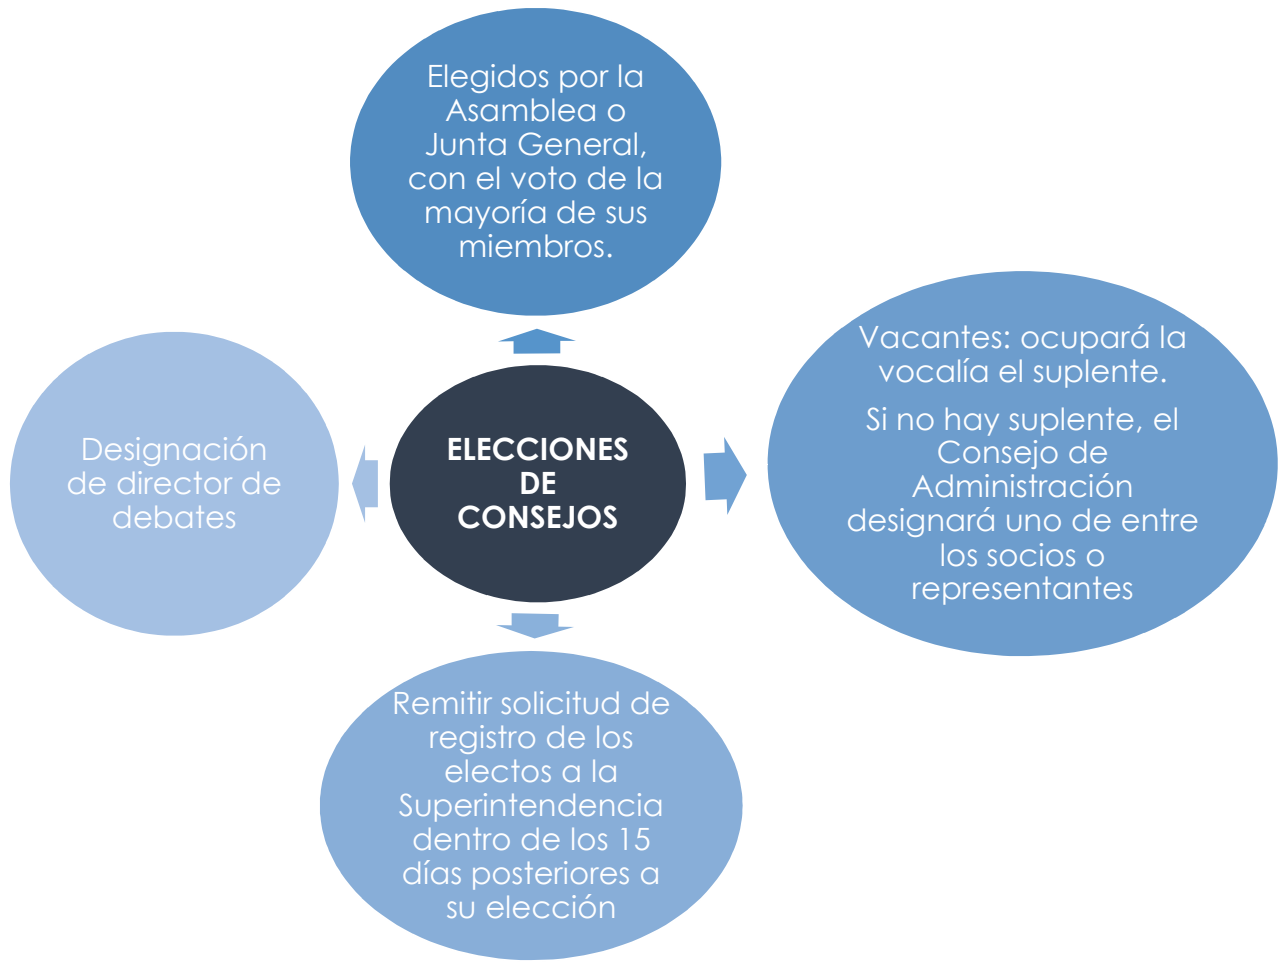 Elegidos por la
Asamblea o
Junta General,
con el voto de la
mayoría de sus
miembros.
Vacantes: ocupará la
vocalía el suplente.
Si no hay suplente, el
Consejo de
Administración
designará uno de entre
los socios o
representantes
Designación
de director de
debates
ELECCIONES
DE
CONSEJOS
Remitir solicitud de
registro de los
electos a la
Superintendencia
dentro de los 15
días posteriores a
su elección